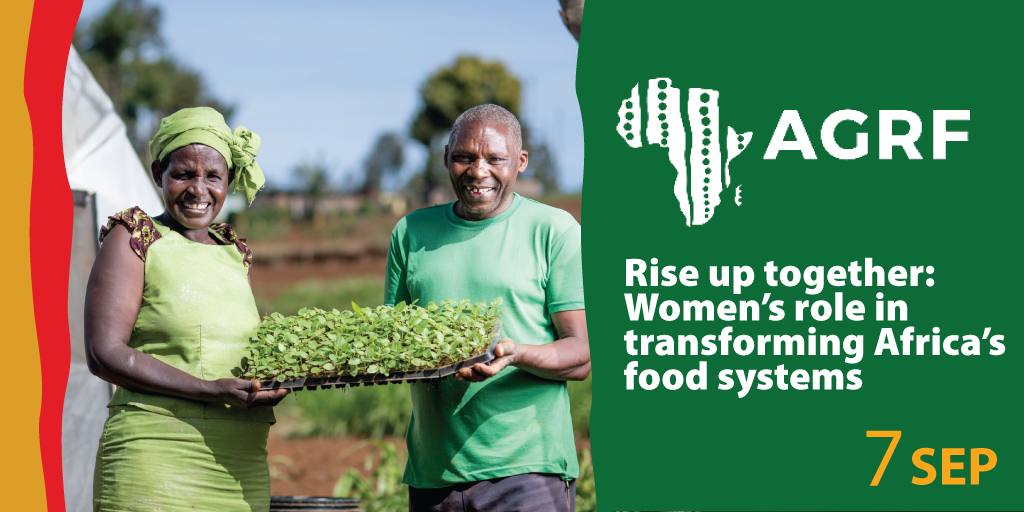 AGRF
Rise up together:
Women's role in
transforming Africa's
food systems
7 SEP